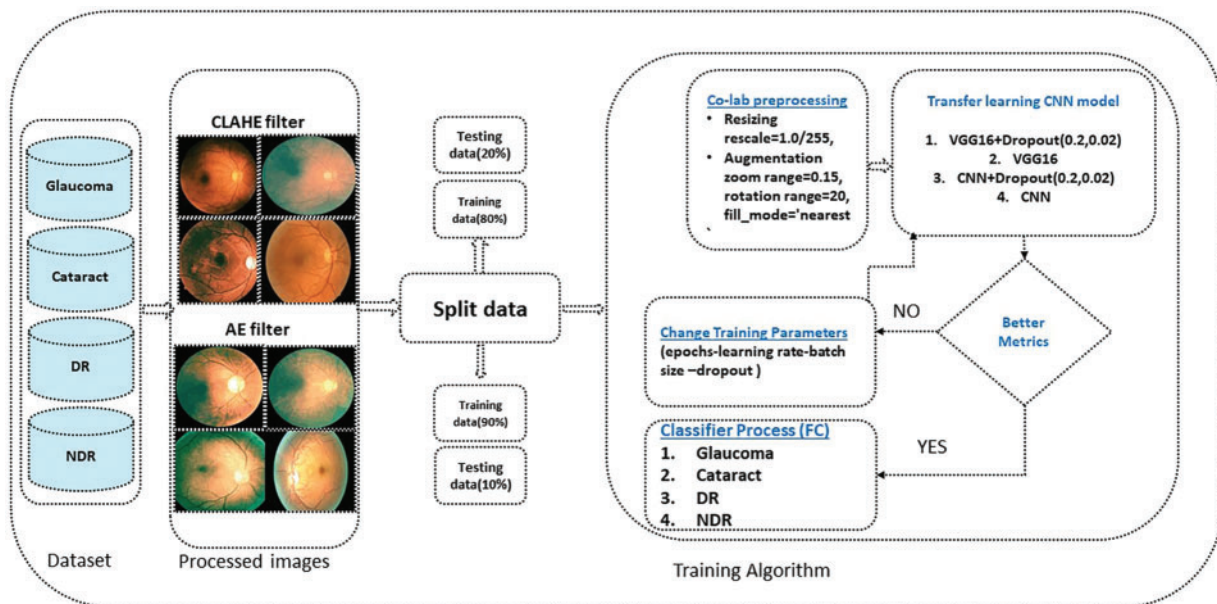 Glaucoma
Cataract
DR
NDR
Dataset
CLAHE filter
AE filter
Processed images
Testing
data(20%)
Training
data(80%)
Split data
Training
data(90%)
Testing
data(10%)
Co-lab preprocessing
• Resizing
rescale=1.0/255,
• Augmentation
zoom range=0.15,
rotation range=20,
fill_mode='nearest
Transfer learning CNN model
1. VGG16+Dropout(0.2,0.02)
2. VGG16
3. CNN+Dropout(0.2,0.02)
4. CNN
Better
Metrics
NO
Change Training Parameters
(epochs-learning rate-batch
size –dropout )
YES
Classifier Process (FC)
1. Glaucoma
2. Cataract
3. DR
4. NDR
Training Algorithm